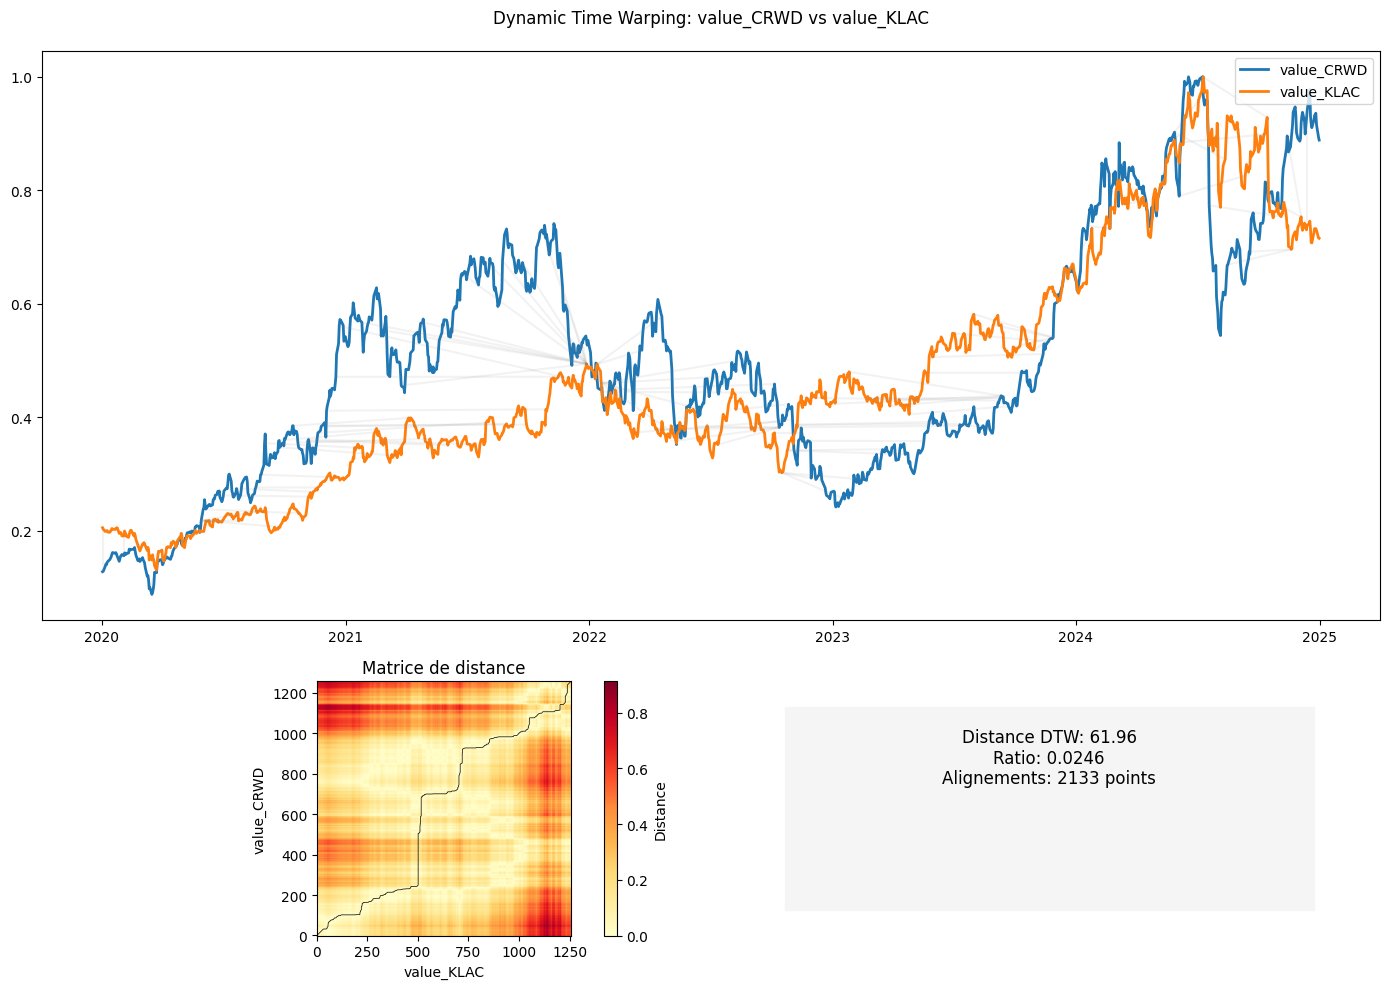 Dynamic Time Warping: value_CRWD vs value_KLAC
value_CRWD
value_KLAC
1.0
0.8
0.6
0.4
0.2
2020 2021 2022 2023 2024 2025
Matrice de distance
value_CRWD
1200
1000
800
600
400
200
0
0 250 500 750 1000 1250
value_KLAC
0.8
0.6
0.4
0.2
0.0
Distance
Distance DTW: 61.96
Ratio: 0.0246
Alignements: 2133 points